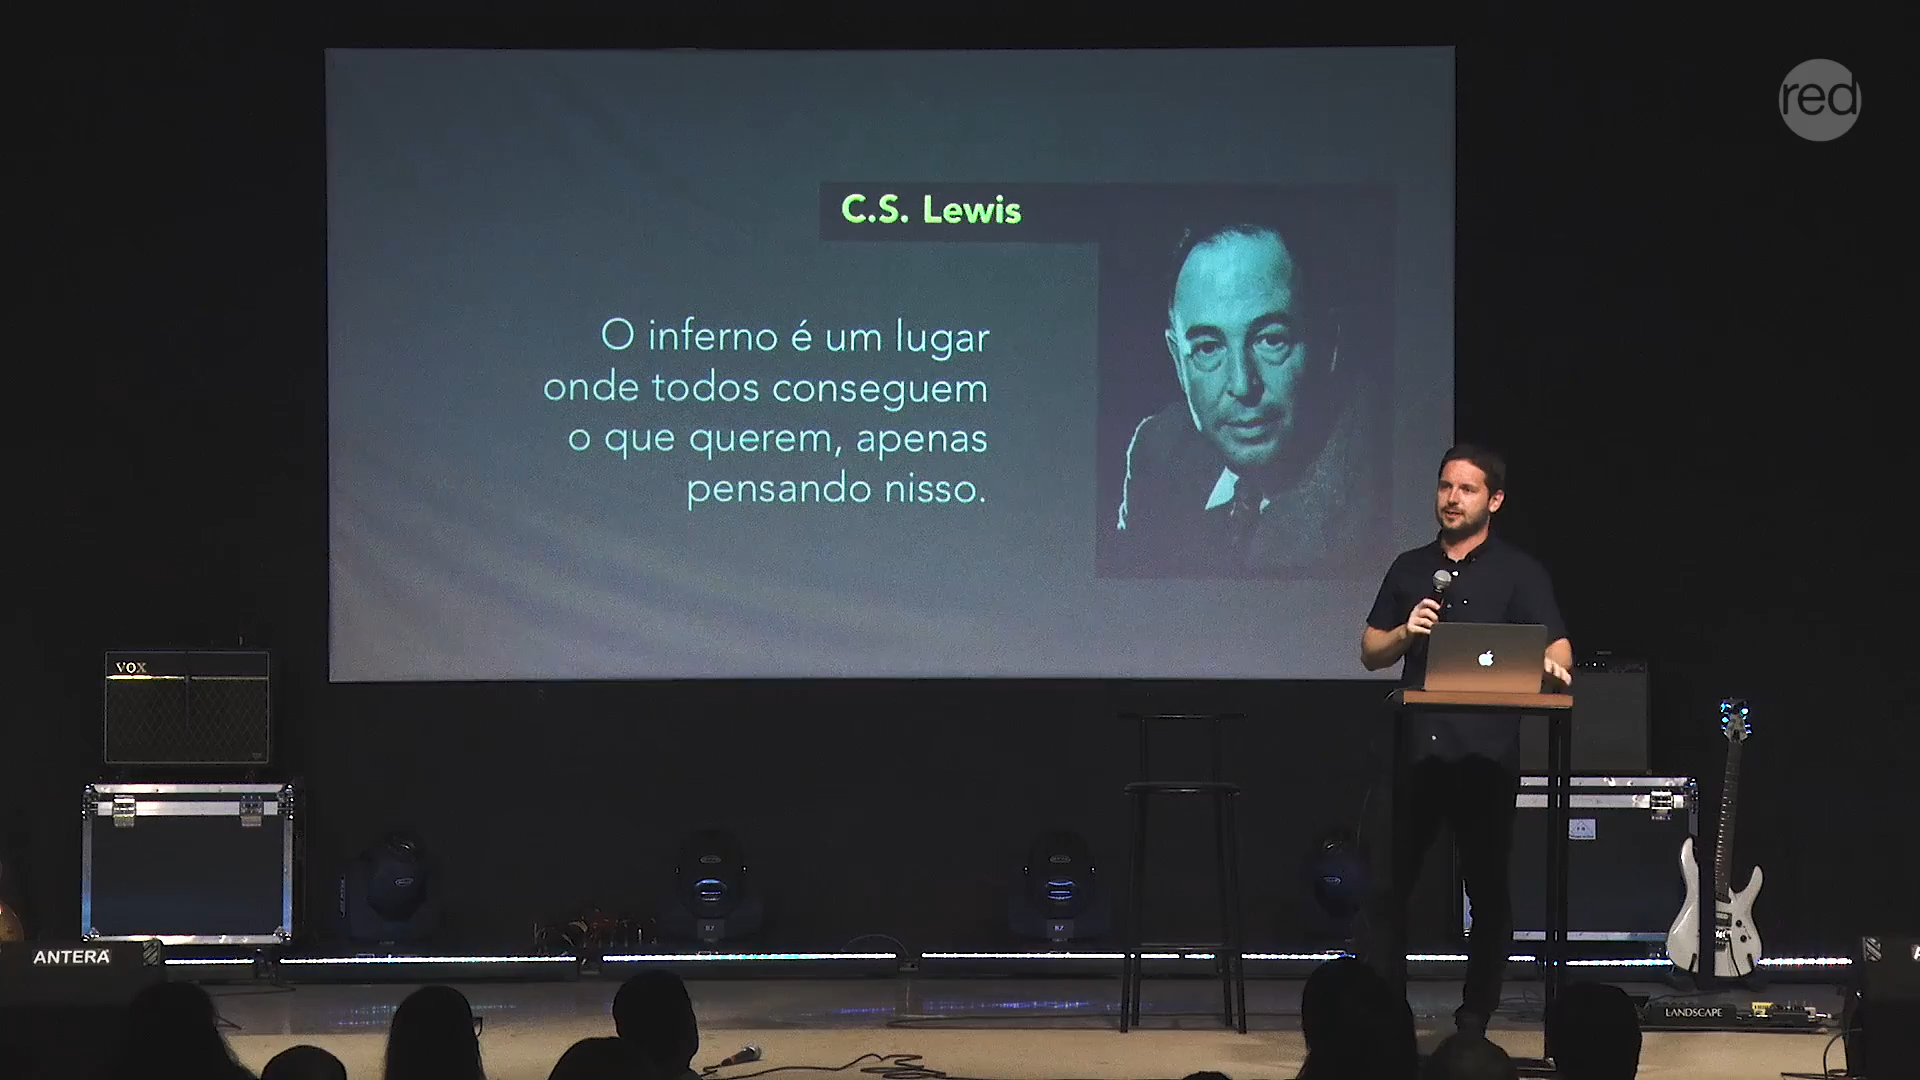 red
C.S. Lewis
O inferno é um lugar
onde todos conseguem
o que querem, apenas
pensando nisso.
VOX
ANTERA
LANDSCAPE